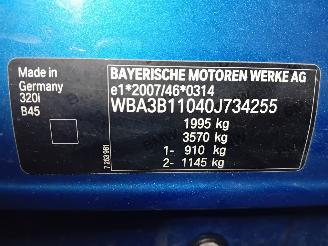 Made in
Germany
320i
B45
BAYERISCHE MOTOREN WERKE AG
e1*2007/46*0314
WBA3B11040J734255
1995 kg
3570 kg
1- 910 kg
2- 1145 kg